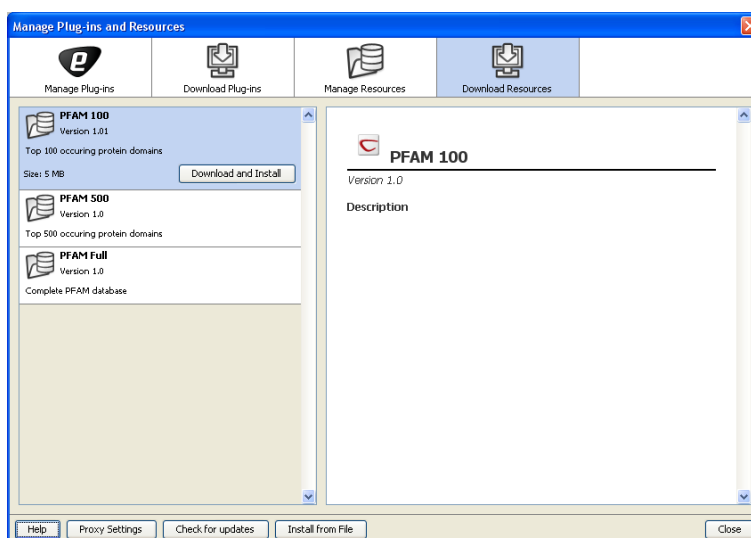 Manage Plug-ins and Resources
Manage Plug-ins
Download Plug-ins
Manage Resources
Download Resources
PFAM 100
Version 1.01
Top 100 occuring protein domains
Size: 5 MB
Download and Install
PFAM 500
Version 1.0
Top 500 occuring protein domains
PFAM Full
Version 1.0
Complete PFAM database
PFAM 100
Version 1.0
Description
Help
Proxy Settings
Check for updates
Install from File
Close